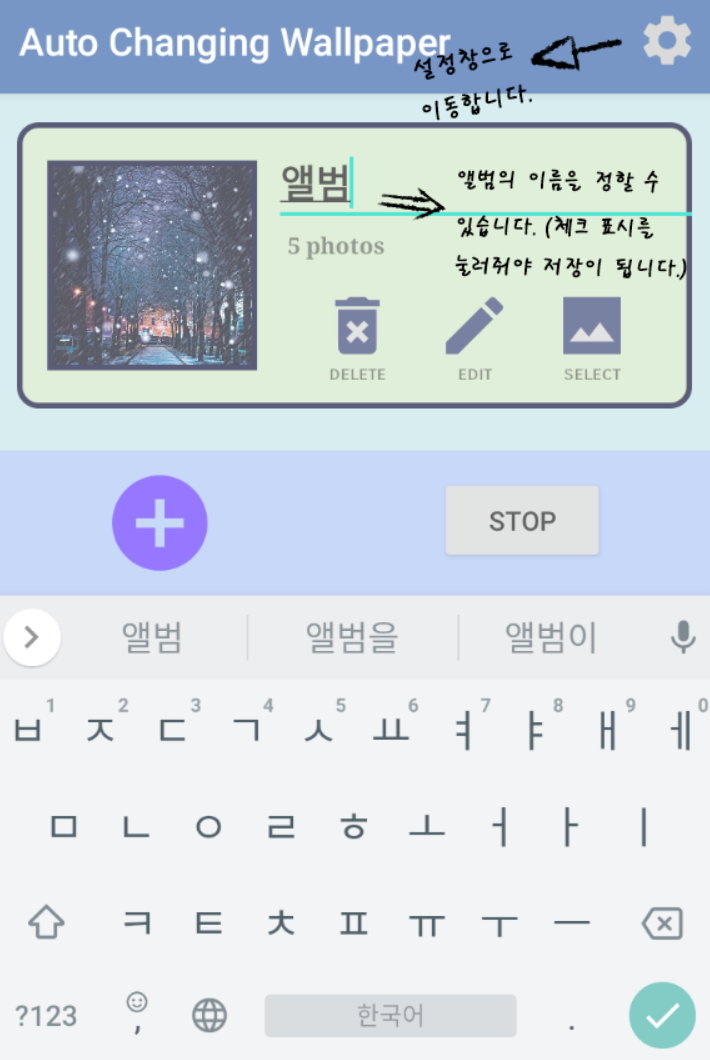 Auto Changing Wallpaper
설정창으로
이동합니다.
앨범
앨범의 이름을 정할 수
있습니다. (체크 표시를
눌러줘야 저장이 됩니다.)
5 photos
DELETE EDIT SELECT
STOP
앨범 앨범을 앨범이
ㅂ 1 ㅈ 2 ㄷ 3 ㄱ 4 ㅅ 5 ㅛ 6 ㅕ 7 ㅑ 8 ㅐ 9 ㅔ 0
ㅁ ㄴ ㅇ ㄹ ㅎ ㅗ ㅓ ㅏ ㅣ
ㅋ ㅌ ㅊ ㅍ ㅠ ㅜ ㅡ
?123 , 한국어 .